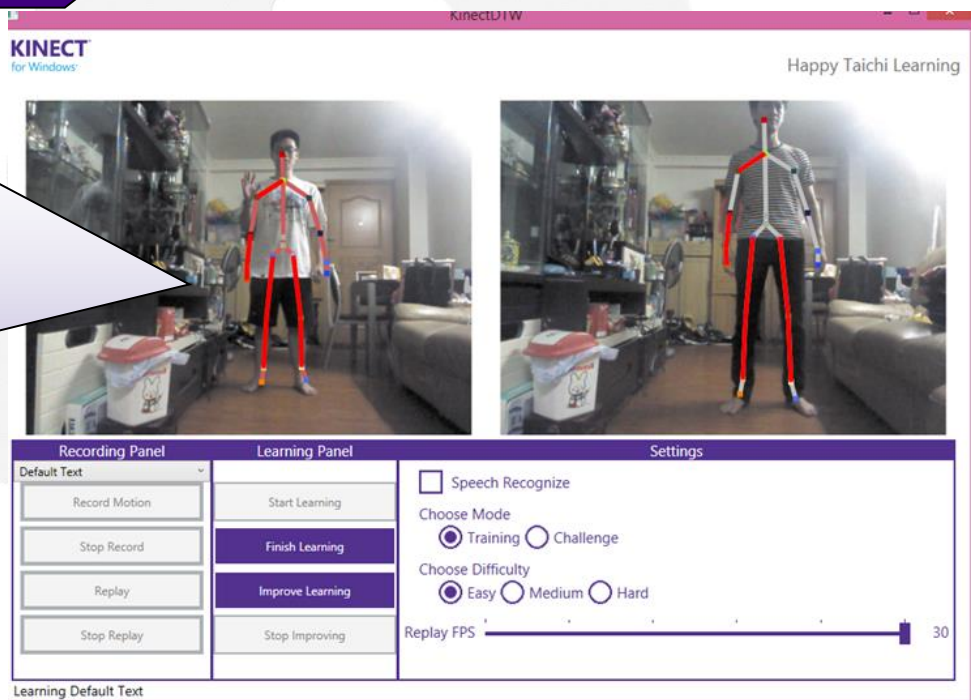 KinectDTW
KINECT
for Windows
Happy Taichi Learning
Recording Panel
Default Text
Record Motion
Stop Record
Replay
Stop Replay
Learning Panel
Start Learning
Finish Learning
Improve Learning
Stop Improving
Settings
Speech Recognize
Choose Mode
Training Challenge
Choose Difficulty
Easy Medium Hard
Replay FPS 30
Learning Default Text